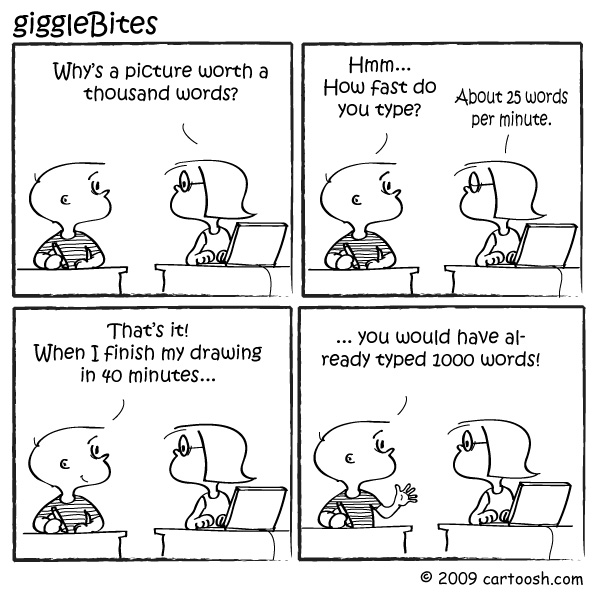 giggleBites
Why's a picture worth a
thousand words?
Hmm...
How fast do
you type?
About 25 words
per minute.
That's it!
When I finish my drawing
in 40 minutes...
... you would have al-
ready typed 1000 words!
© 2009 cartoosh.com